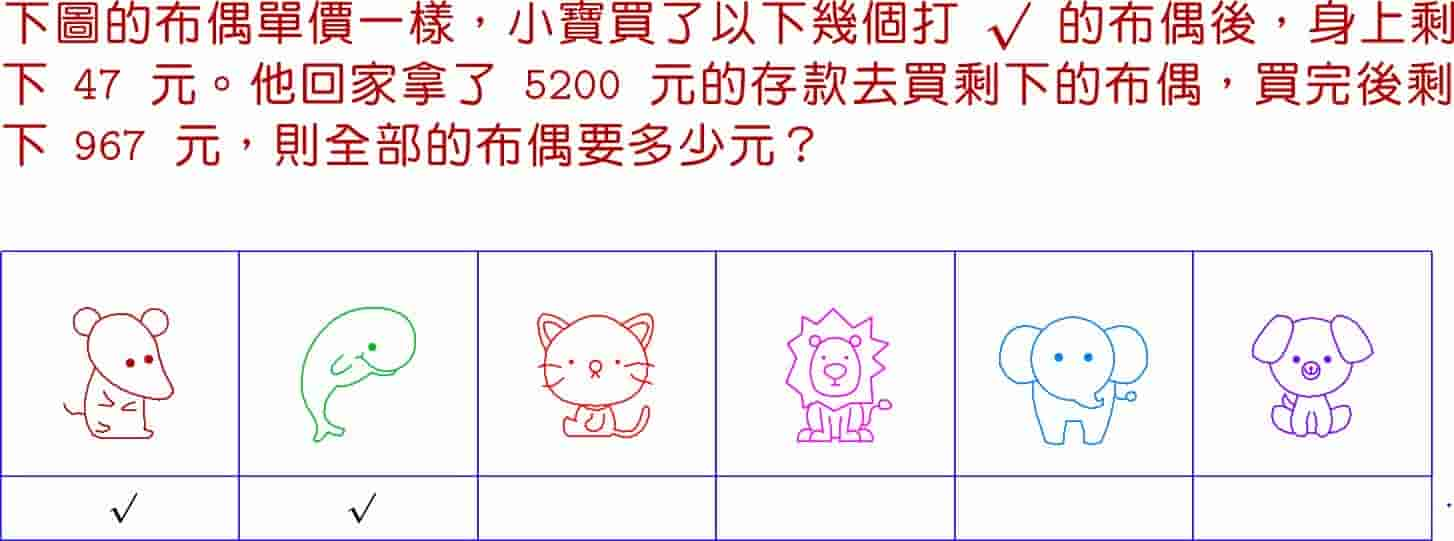 下圖的布偶單價一樣，小寶買了以下幾個打 √ 的布偶後，身上剩
下 47 元。他回家拿了 5200 元的存款去買剩下的布偶，買完後剩
下 967 元，則全部的布偶要多少元？
√ √